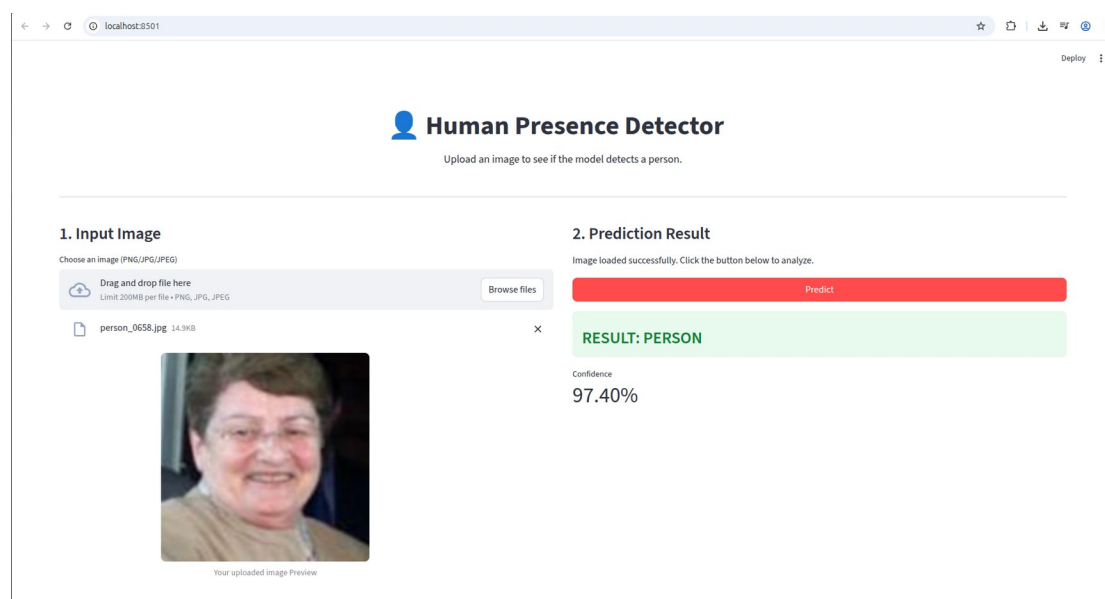 localhost:8501
Deploy
Human Presence Detector
Upload an image to see if the model detects a person.
1. Input Image
Choose an image (PNG/JPG/JPEG)
Drag and drop file here
Limit 200MB per file • PNG, JPG, JPEG
Browse files
person_0658.jpg 14.9KB
Your uploaded image Preview
2. Prediction Result
Image loaded successfully. Click the button below to analyze.
Predict
RESULT: PERSON
Confidence
97.40%